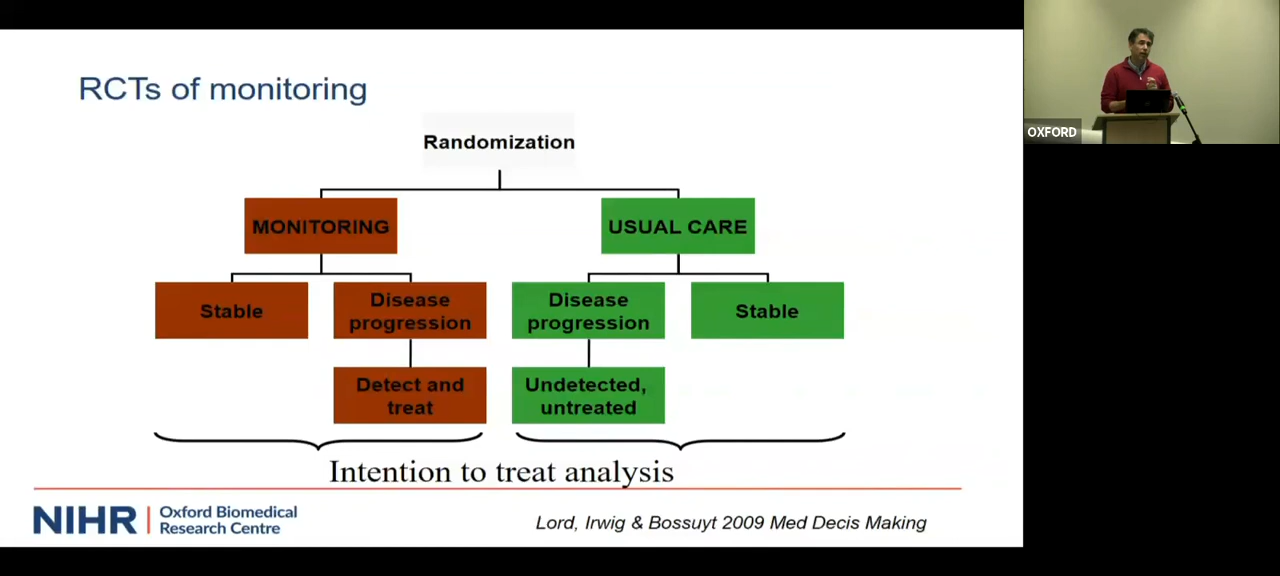 RCTs of monitoring
Randomization
MONITORING
USUAL CARE
Stable
Disease
progression
Disease
progression
Stable
Detect and
treat
Undetected,
untreated
Intention to treat analysis
NIHR | Oxford Biomedical
Research Centre
Lord, Irwig & Bossuyt 2009 Med Decis Making
OXFORD